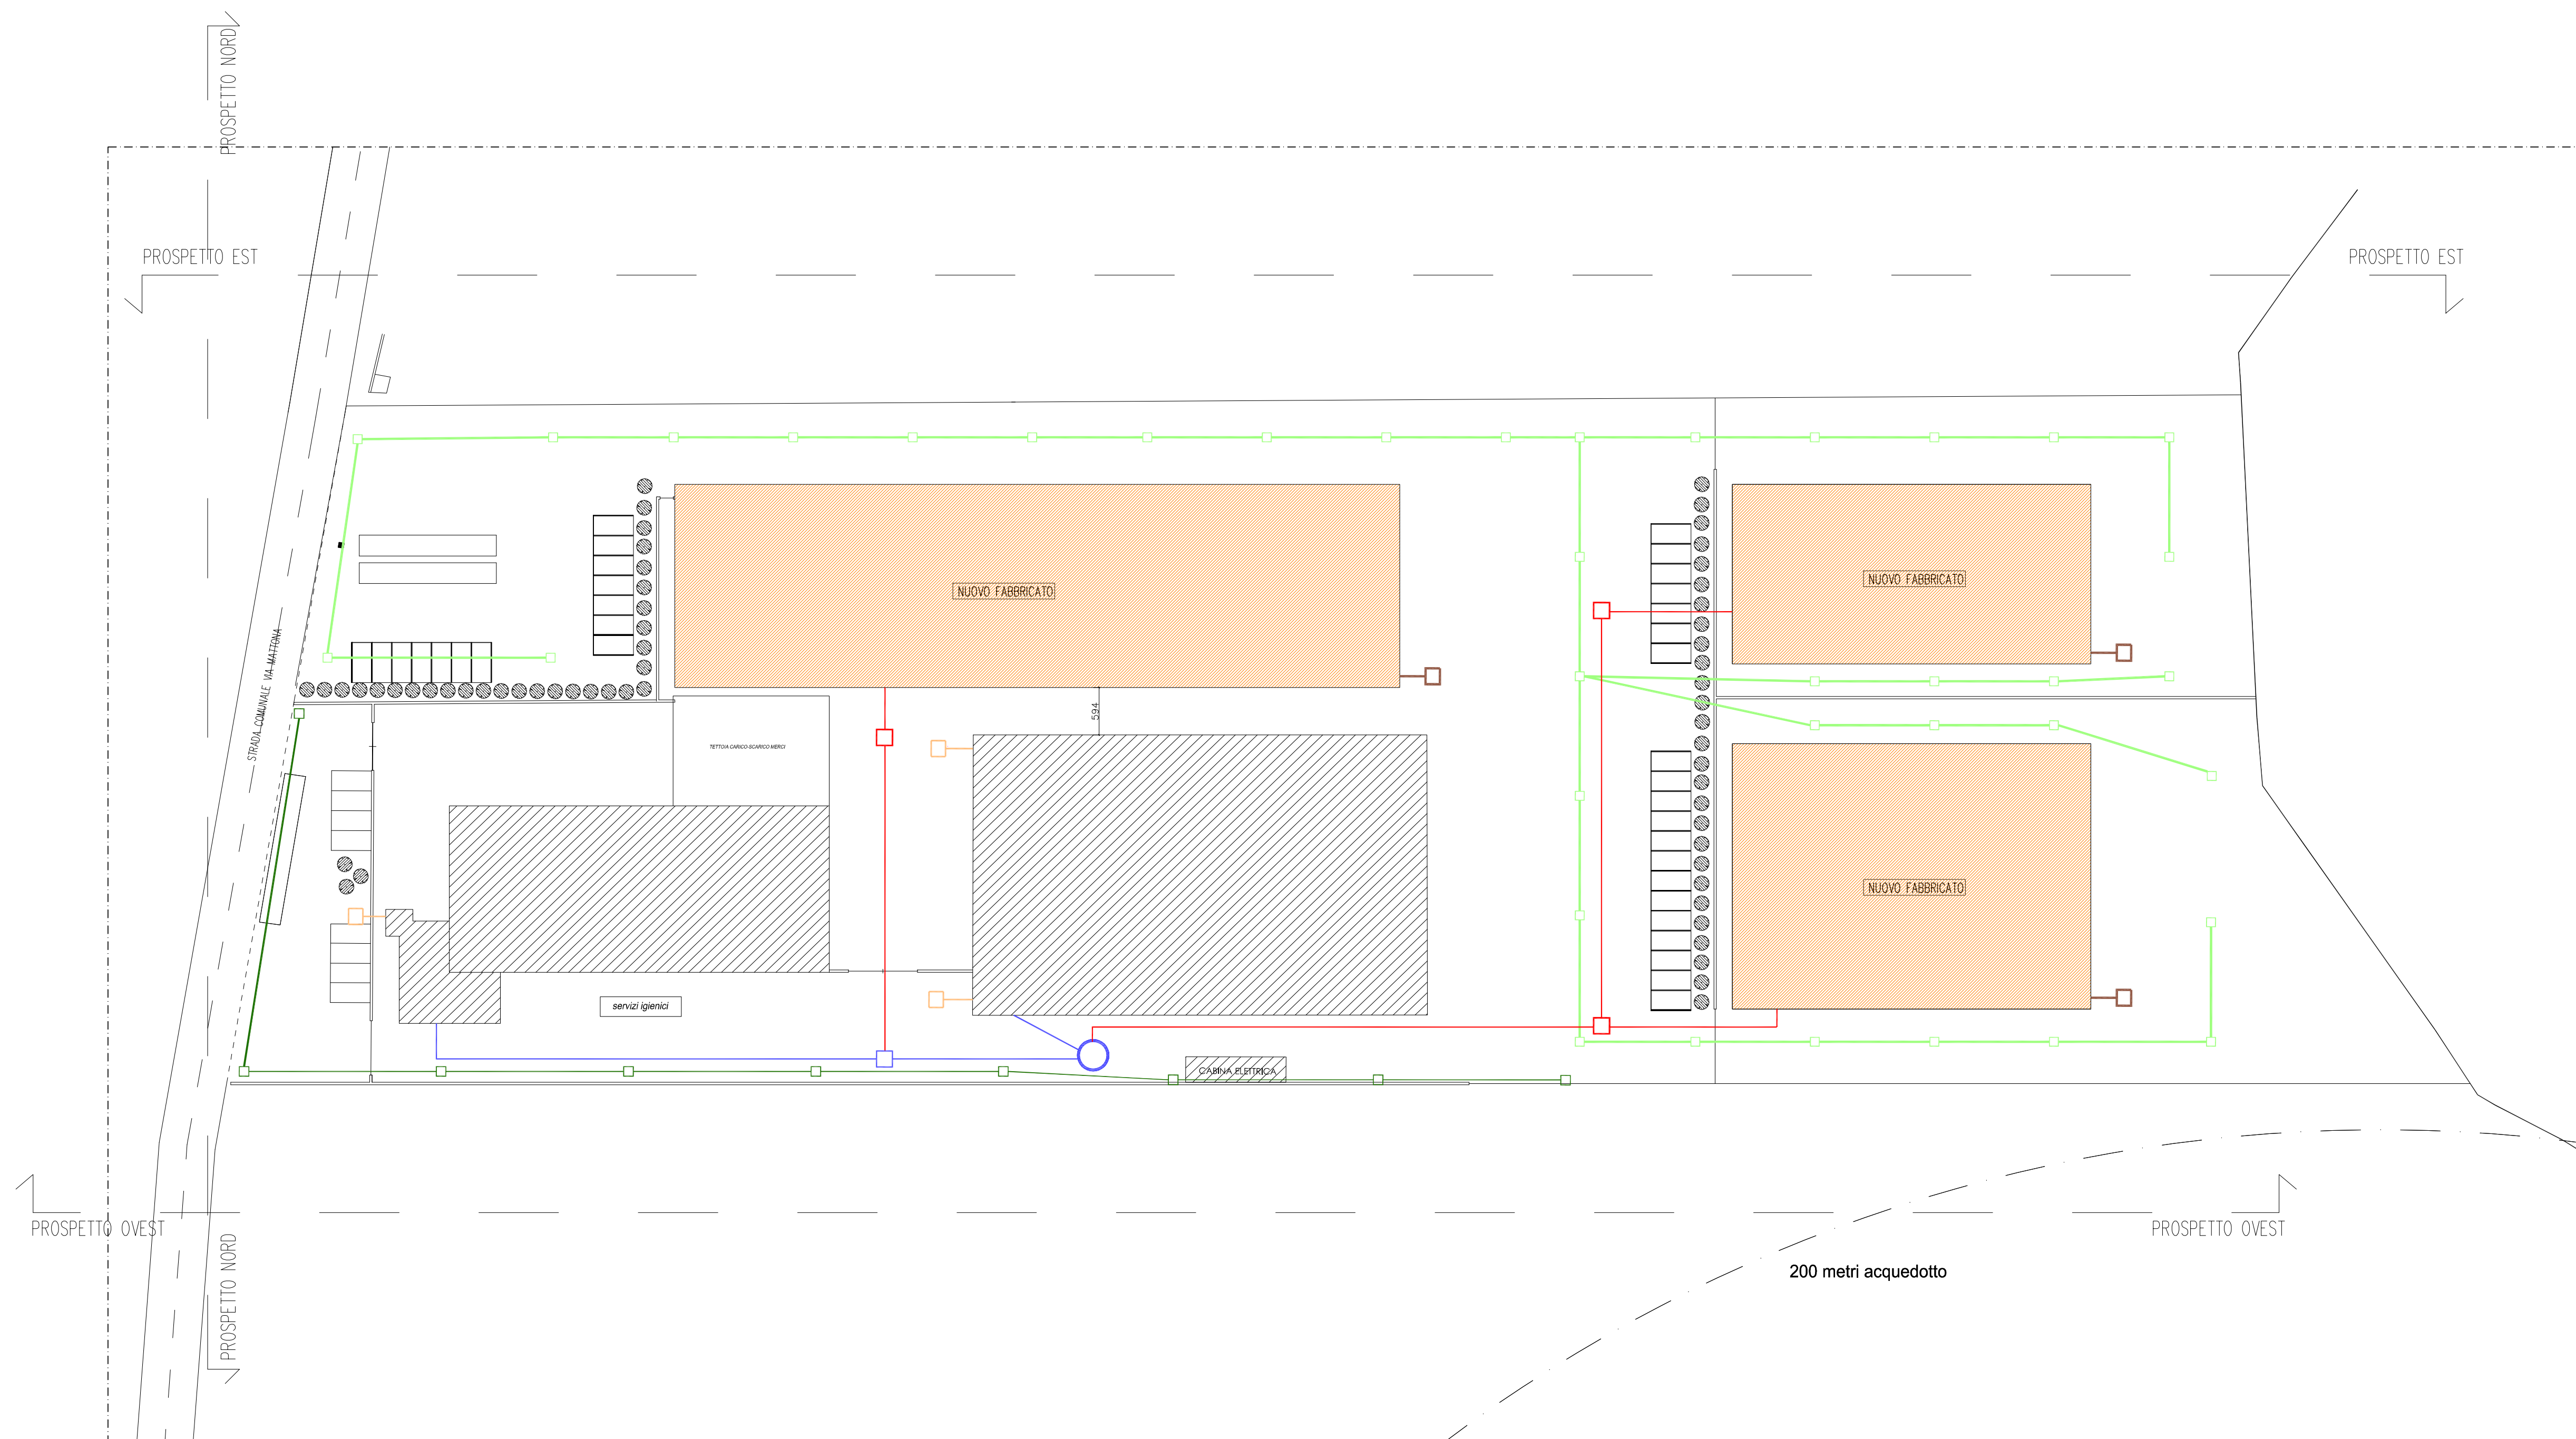 PROSPETTO NORD
PROSPETTO EST
PROSPETTO EST
NUOVO FABBRICATO
NUOVO FABBRICATO
STRADA COMUNALE VIA MATTONA
594
TETTOIA CARICO-SCARICO MERCI
NUOVO FABBRICATO
servizi igienici
CABINA ELETTRICA
PROSPETTO OVEST
PROSPETTO OVEST
PROSPETTO NORD
200 metri acquedotto